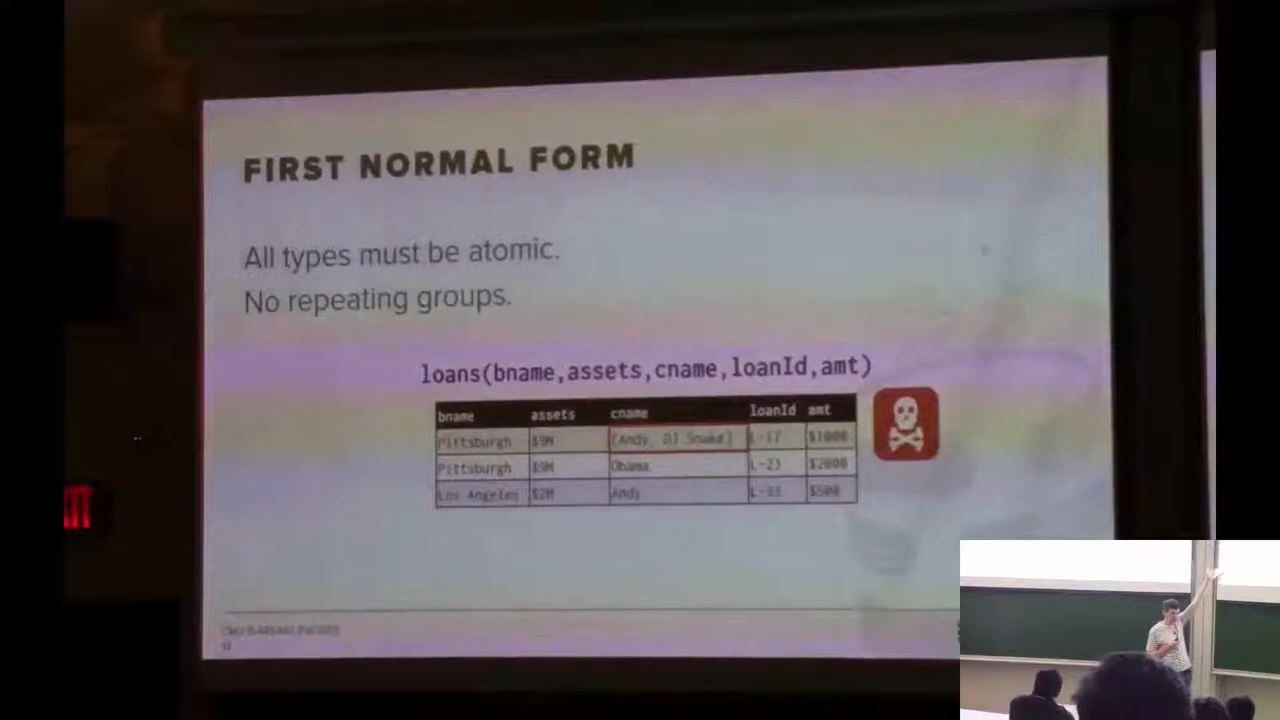 FIRST NORMAL FORM
All types must be atomic.
No repeating groups.
loans(bname,assets,cname,loanId,amt)
bname assets cname loanId amt
Pittsburgh $9M {Andy, DJ Snake} L-17 $1000
Pittsburgh $9M Obama L-23 $2000
Los Angeles $2M Andy $500